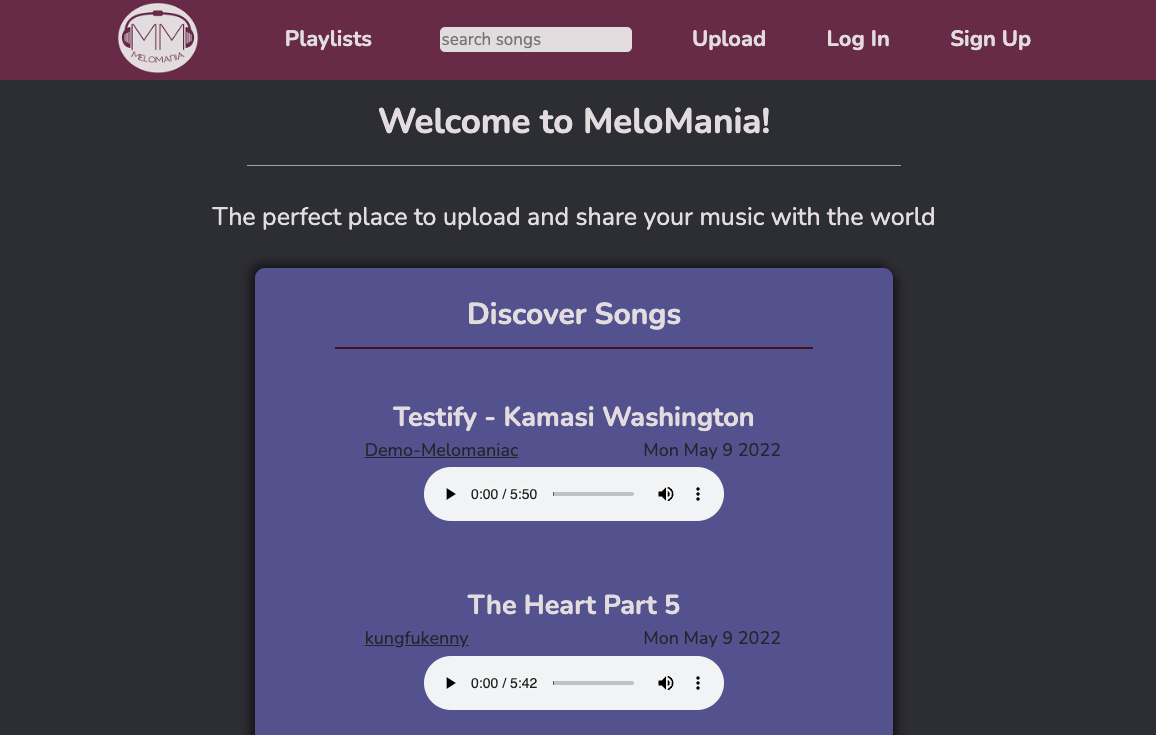 MM
MELOMANIA
Playlists
search songs
Upload
Log In
Sign Up
Welcome to MeloMania!
The perfect place to upload and share your music with the world
Discover Songs
Testify - Kamasi Washington
Demo-Melomaniac Mon May 9 2022
0:00 / 5:50
The Heart Part 5
kungfukenny Mon May 9 2022
0:00 / 5:42